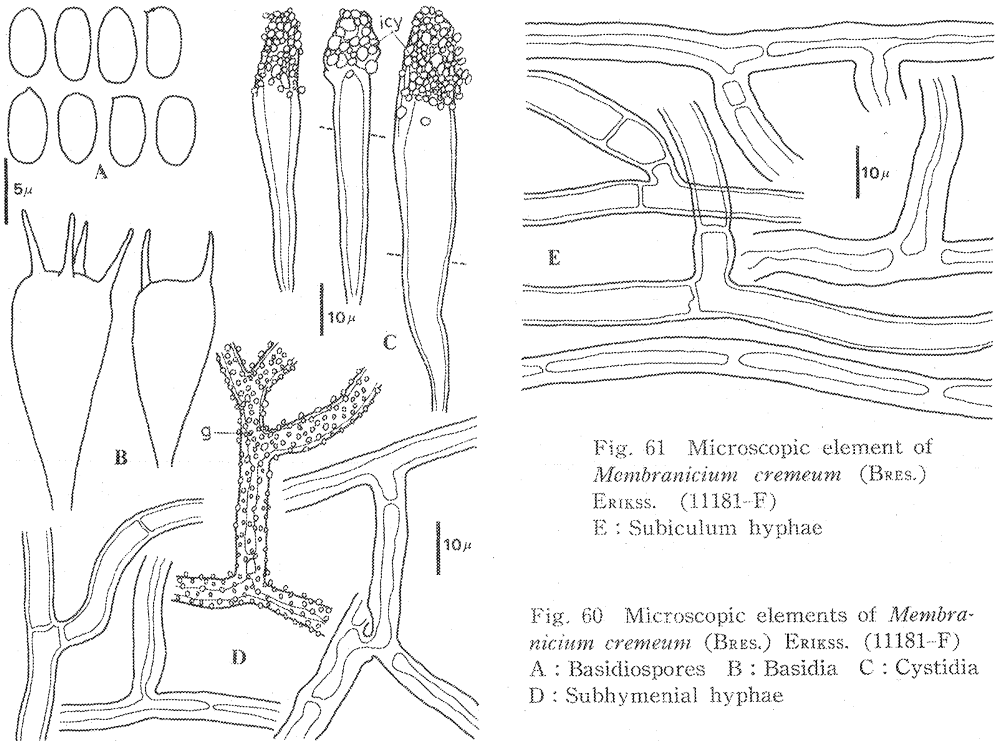 icy
A
5μ
10μ
C
B
g
10μ
D
10μ
E
Fig. 61 Microscopic element of
Membranicium cremeum (BRES.)
ERIKSS. (11181-F)
E : Subiculum hyphae
Fig. 60 Microscopic elements of Membra-
nicium cremeum (BRES.) ERIKSS. (11181-F)
A : Basidiospores B : Basidia C : Cystidia
D : Subhymenial hyphae